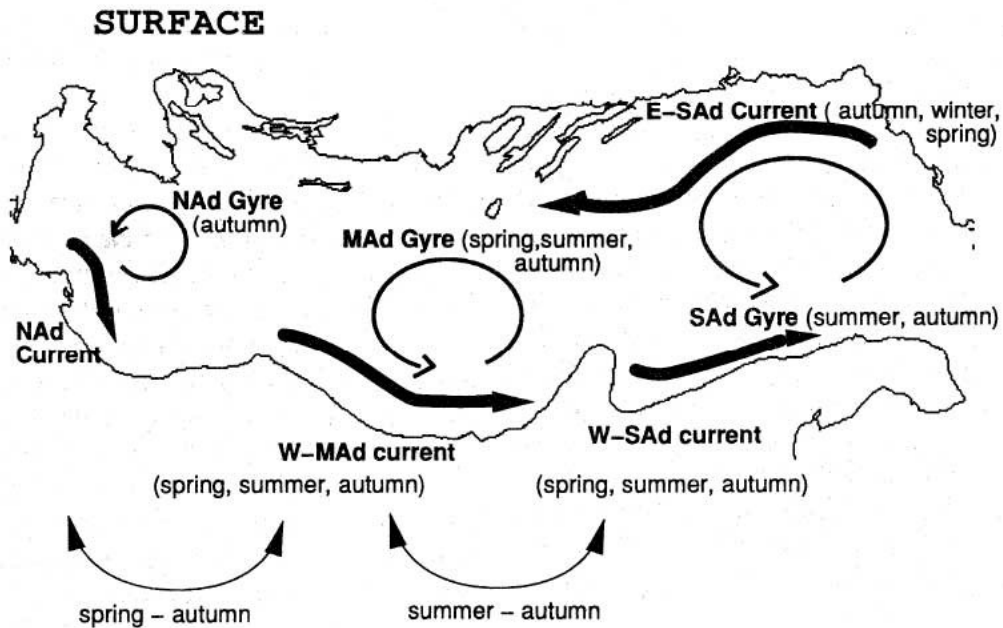 SURFACE
E–SAd Current ( autumn, winter,
spring)
NAd Gyre
(autumn)
MAd Gyre (spring,summer,
autumn)
SAd Gyre (summer, autumn)
NAd
Current
W–MAd current
(spring, summer, autumn)
W–SAd current
(spring, summer, autumn)
spring – autumn
summer – autumn